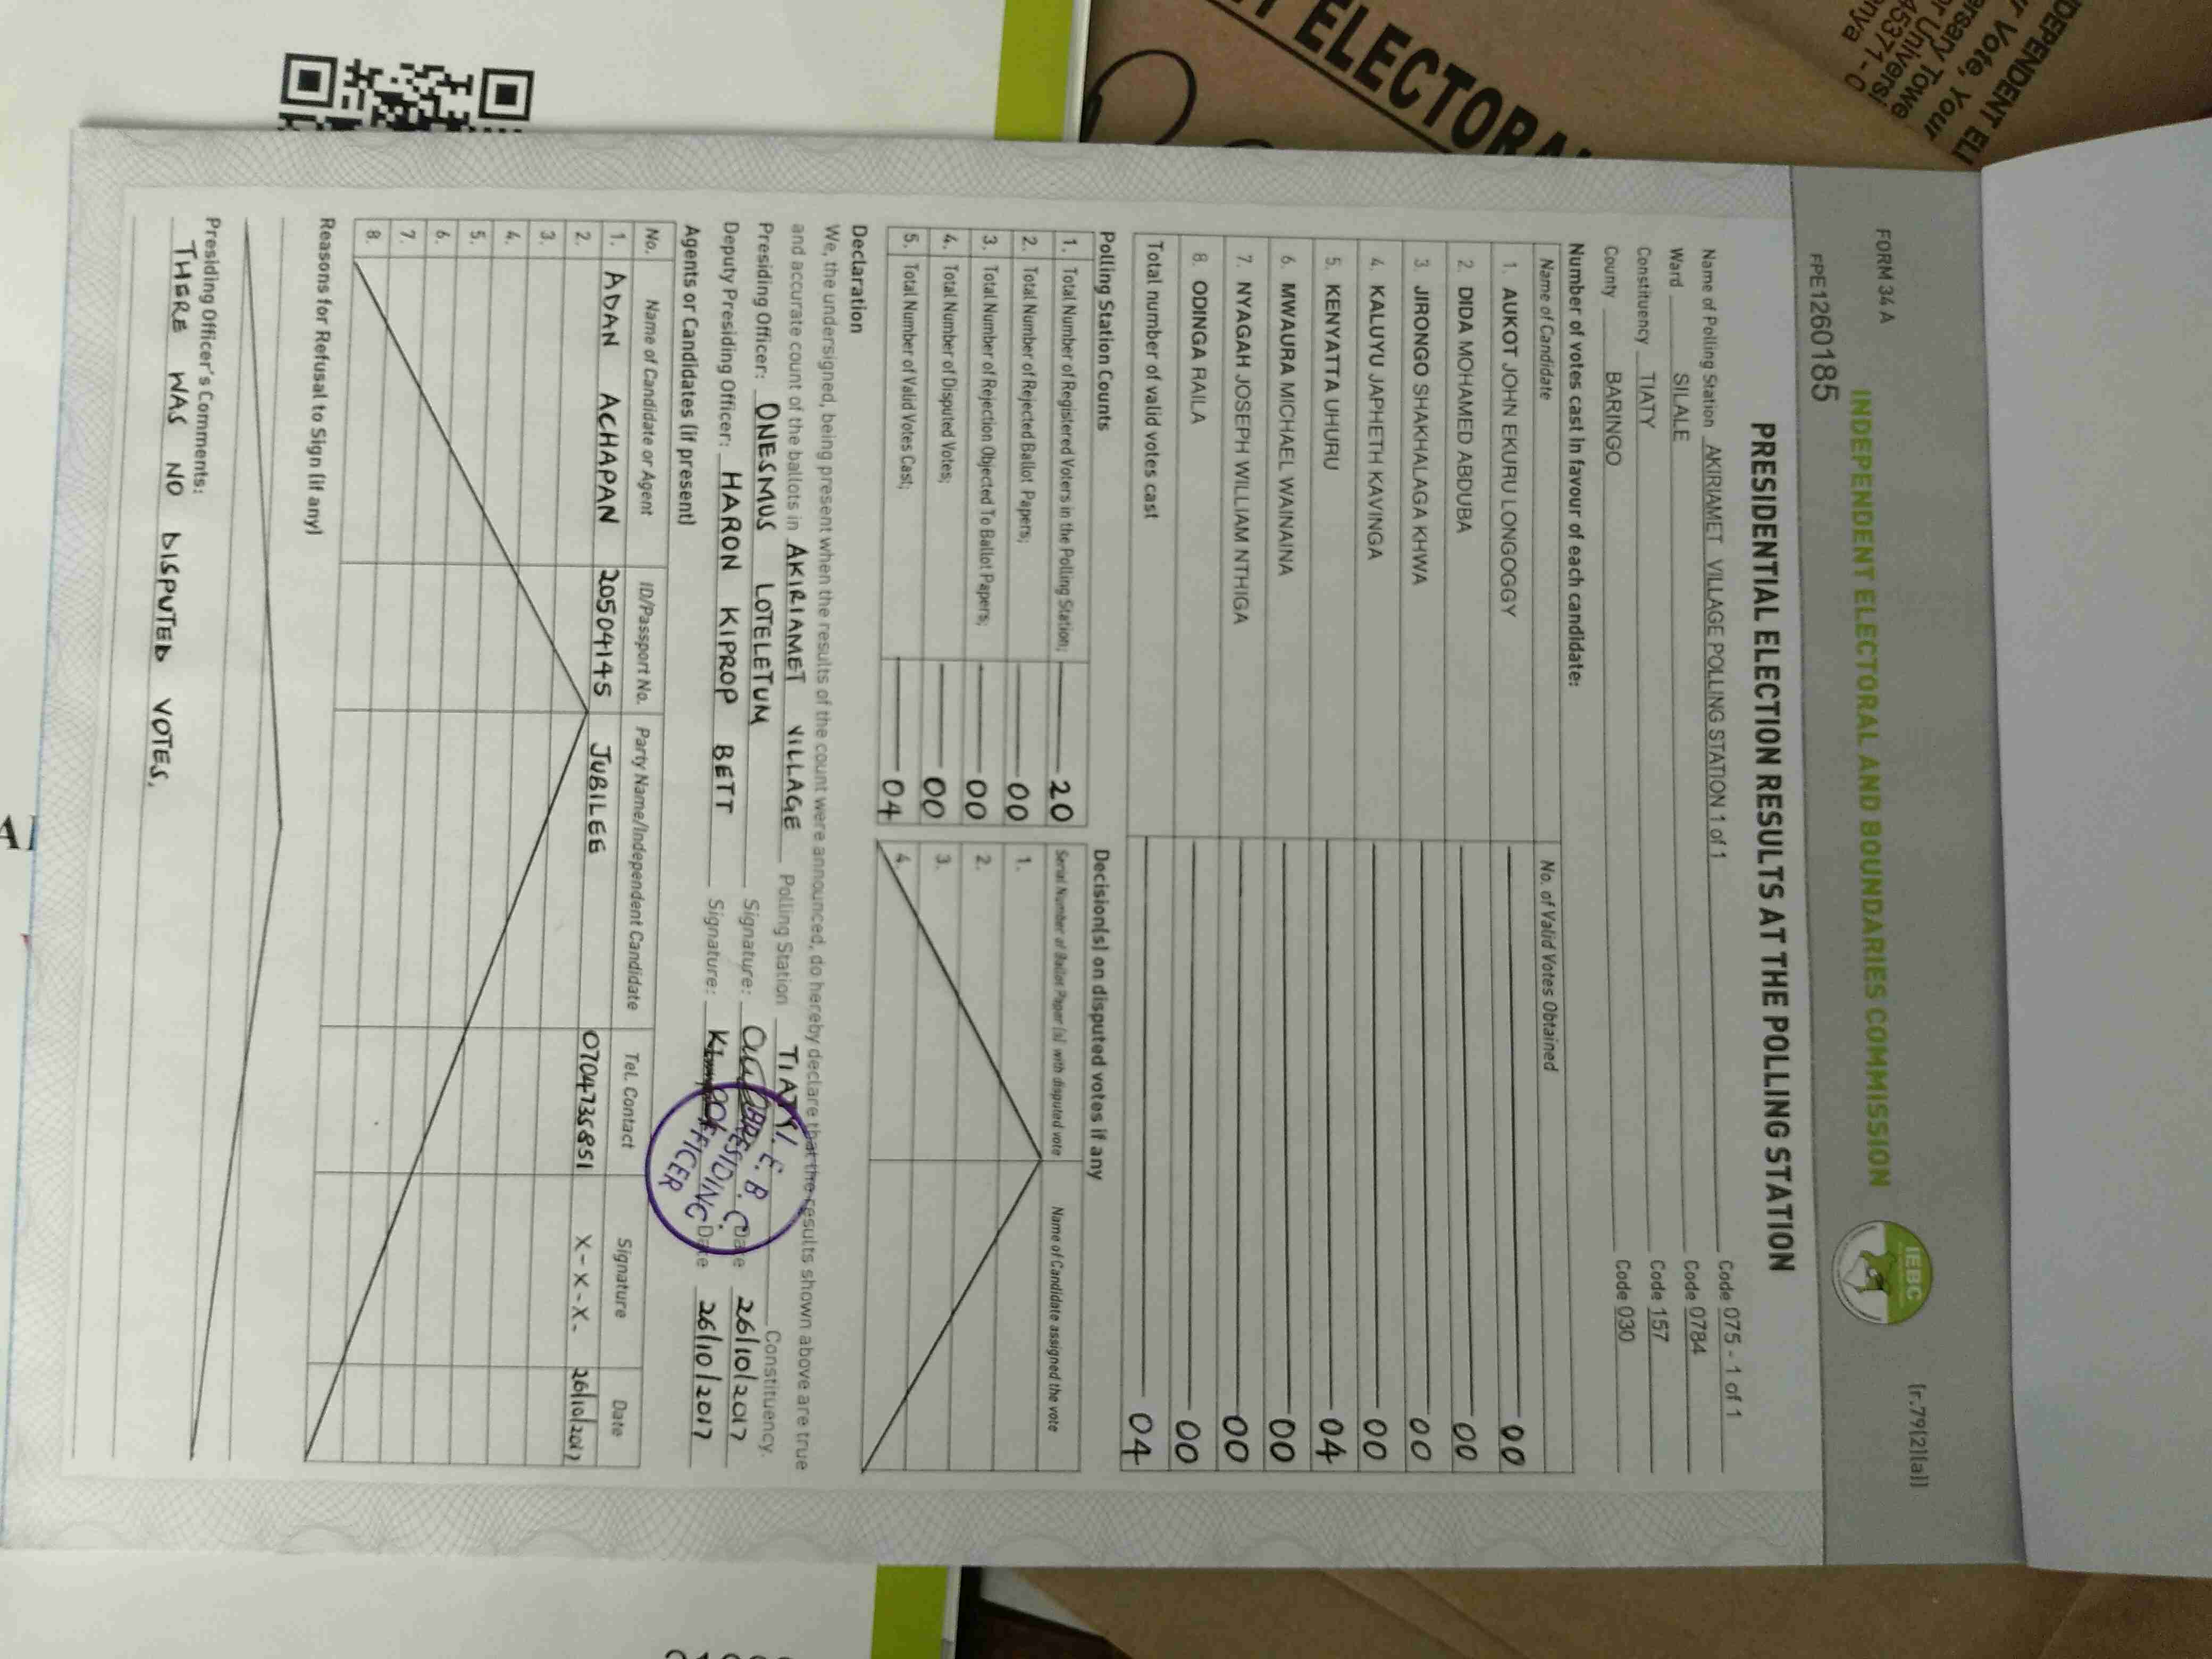 FORM 34 A
[r.79(2)(a)]
INDEPENDENT ELECTORAL AND BOUNDARIES COMMISSION
IEBC
FPE1260185
PRESIDENTIAL ELECTION RESULTS AT THE POLLING STATION
Name of Polling Station AKIRIAMET VILLAGE POLLING STATION 1 of 1 Code 075 - 1 of 1
Ward SILALE Code 0784
Constituency TIATY Code 157
County BARINGO Code 030
Number of votes cast in favour of each candidate:
Name of Candidate No. of Valid Votes Obtained
1. AUKOT JOHN EKURU LONGOGGY 00
2. DIDA MOHAMED ABDUBA 00
3. JIRONGO SHAKHALAGA KHWA 00
4. KALUYU JAPHETH KAVINGA 00
5. KENYATTA UHURU 04
6. MWAURA MICHAEL WAINAINA 00
7. NYAGAH JOSEPH WILLIAM NTHIGA 00
8. ODINGA RAILA 00
Total number of valid votes cast 04
Polling Station Counts
1. Total Number of Registered Voters in the Polling Station; 20
2. Total Number of Rejected Ballot Papers; 00
3. Total Number of Rejection Objected To Ballot Papers; 00
4. Total Number of Disputed Votes; 00
5. Total Number of Valid Votes Cast; 04
Decision(s) on disputed votes if any
Serial Number of Ballot Paper (s) with disputed vote Name of Candidate assigned the vote
1.
2.
3.
4.
Declaration
We, the undersigned, being present when the results of the count were announced, do hereby declare that the results shown above are true
and accurate count of the ballots in AKIRIAMET VILLAGE Polling Station TIATY Constituency.
Presiding Officer: ONESMUS LOTELETUM Signature: Date 26/10/2017
Deputy Presiding Officer: HARON KIPROP BETT Signature: Date 26/10/2017
I.E.B.C
PRESIDING
OFFICER
Agents or Candidates (if present)
No. Name of Candidate or Agent ID/Passport No. Party Name/Independent Candidate Tel. Contact Signature Date
1. ADAN ACHAPAN 20504145 JUBILEE 0704735851 X-X-X- 26/10/2017
2.
3.
4.
5.
6.
7.
8.
Reasons for Refusal to Sign (if any)
Presiding Officer's Comments:
THERE WAS NO DISPUTED VOTES.
ELECTORA
INDEPENDENT ELE
r Vote, Your
ersary Towe
r Universi
45371 - 0
nya